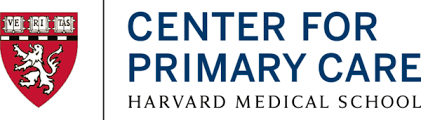 VE RI TAS
CENTER FOR
PRIMARY CARE
HARVARD MEDICAL SCHOOL